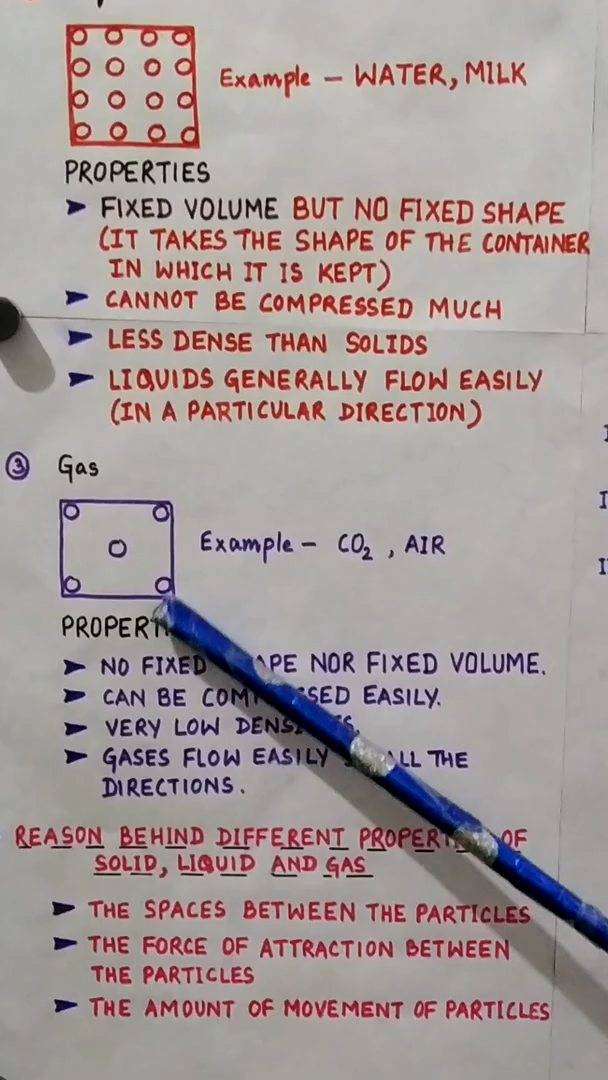 Example – WATER, MILK
PROPERTIES
➤ FIXED VOLUME BUT NO FIXED SHAPE
(IT TAKES THE SHAPE OF THE CONTAINER
IN WHICH IT IS KEPT)
➤ CANNOT BE COMPRESSED MUCH
➤ LESS DENSE THAN SOLIDS
➤ LIQUIDS GENERALLY FLOW EASILY
(IN A PARTICULAR DIRECTION)
③ Gas
Example – CO₂ , AIR
➤ NO FIXED NOR FIXED VOLUME.
➤ CAN BE EASILY.
➤ VERY LOW
➤ GASES FLOW EASILY THE
DIRECTIONS.
REASON BEHIND DIFFERENT OF
SOLID, LIQUID AND GAS
➤ THE SPACES BETWEEN THE PARTICLES
➤ THE FORCE OF ATTRACTION BETWEEN
THE PARTICLES
➤ THE AMOUNT OF MOVEMENT OF PARTICLES